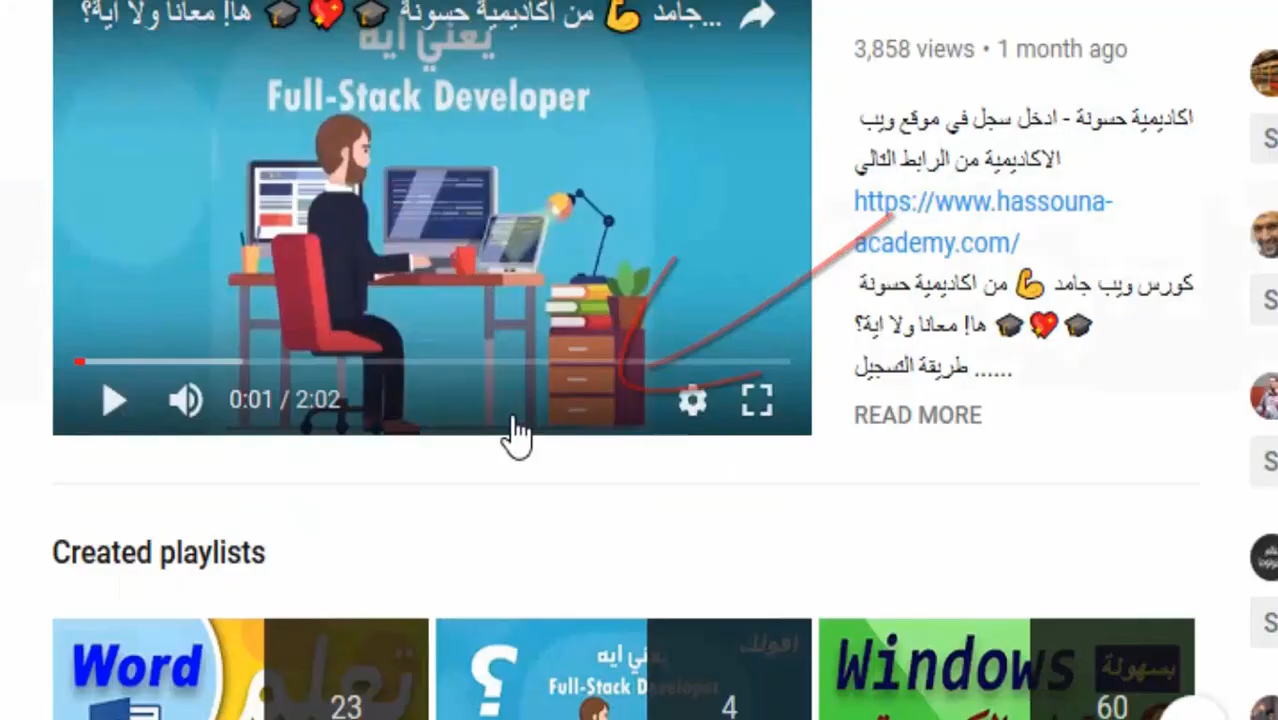 جامد 💪 من اكاديمية حسونة 🎓💖🎓 ها! معانا ولا اية؟...
يعني ايه
Full-Stack Developer
0:01 / 2:02
3,858 views • 1 month ago
اكاديمية حسونة - ادخل سجل في موقع ويب
الاكاديمية من الرابط التالي
https://www.hassouna-
academy.com/
كورس ويب جامد 💪 من اكاديمية حسونة
🎓💖🎓 ها! معانا ولا اية؟
طريقة التسجيل ......
READ MORE
S
S
S
S
Created playlists
Word
تعلم
23
؟
يعني ايه
اقولك
Full-Stack Developer
4
Windows
بسهولة
60